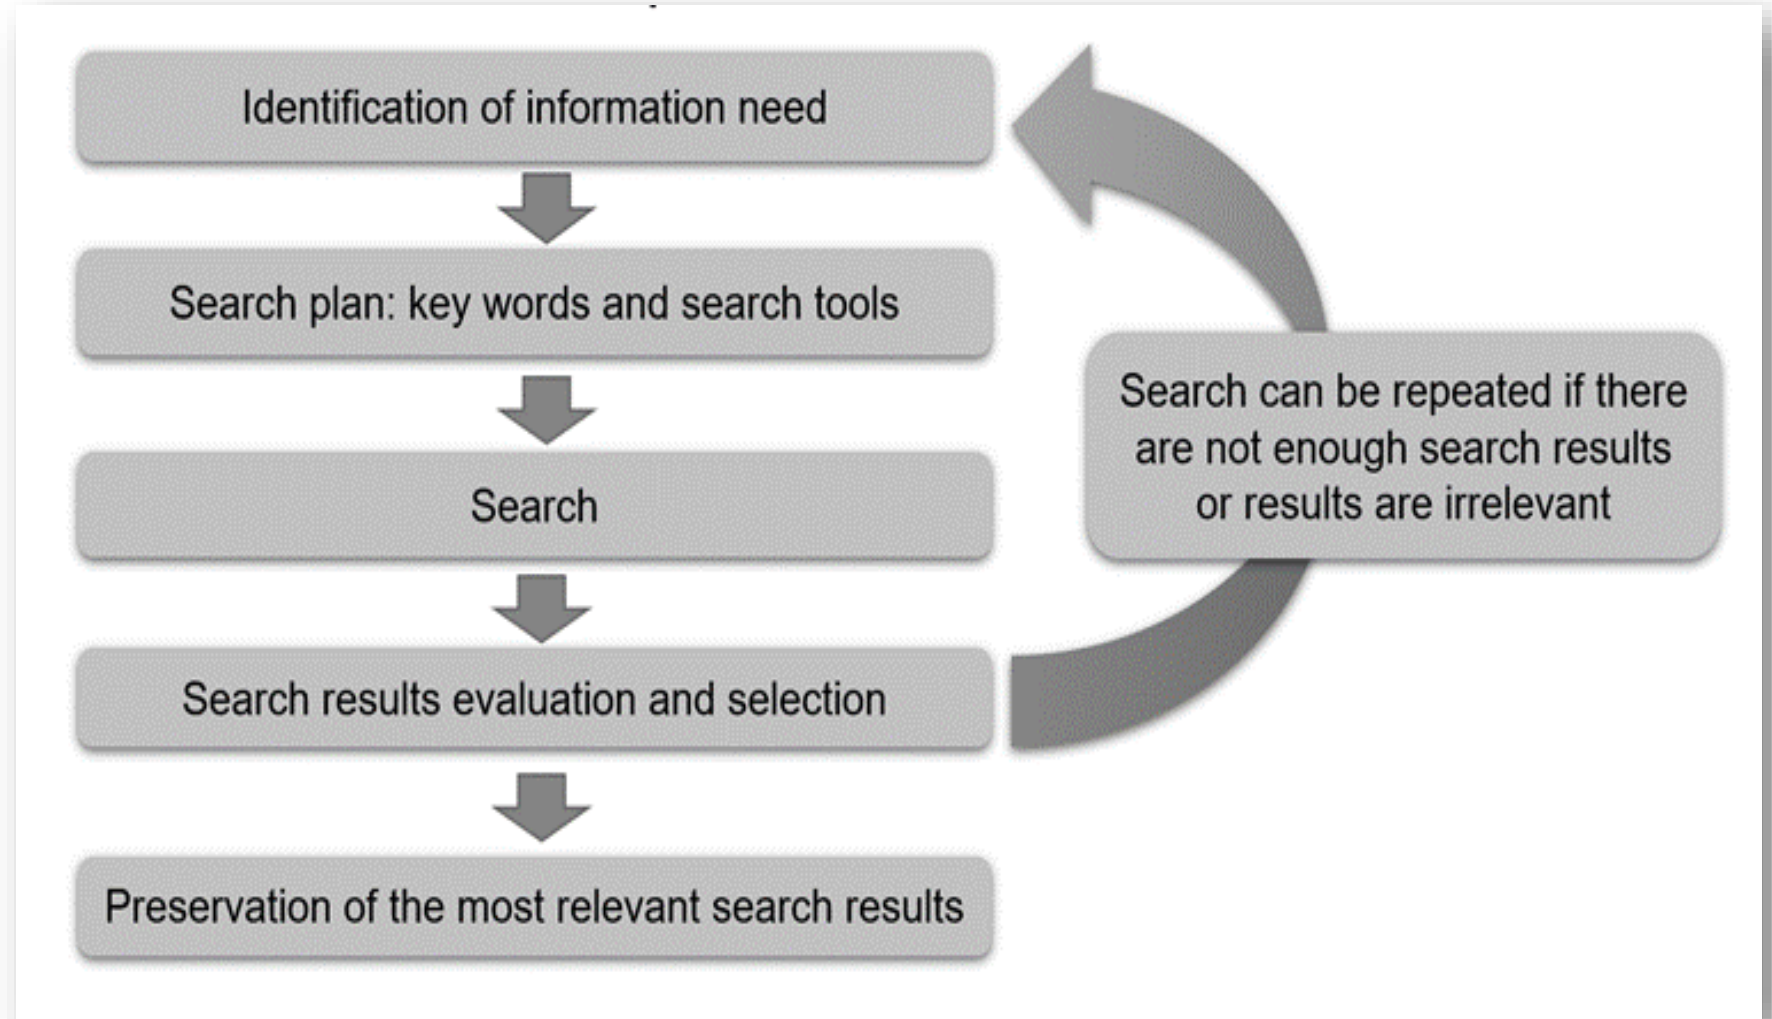 Identification of information need
Search plan: key words and search tools
Search
Search results evaluation and selection
Preservation of the most relevant search results
Search can be repeated if there
are not enough search results
or results are irrelevant